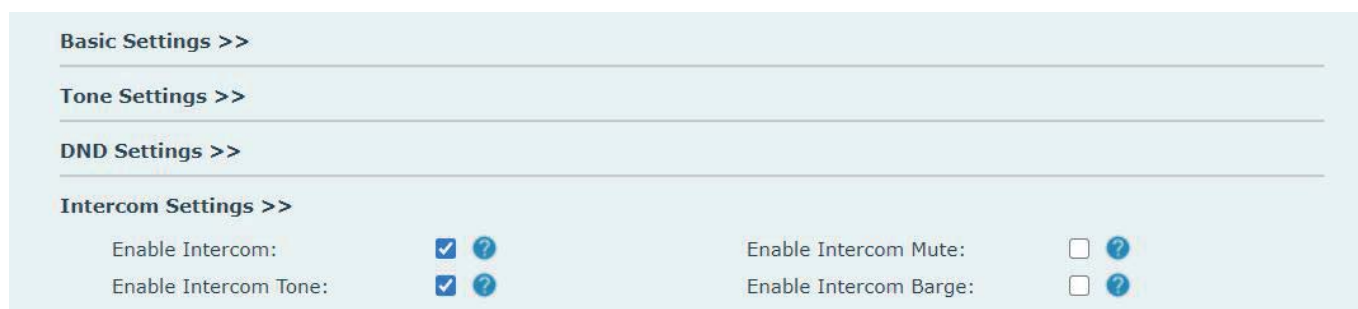 Basic Settings >>
Tone Settings >>
DND Settings >>
Intercom Settings >>
Enable Intercom: ? Enable Intercom Mute: ?
Enable Intercom Tone: ? Enable Intercom Barge: ?